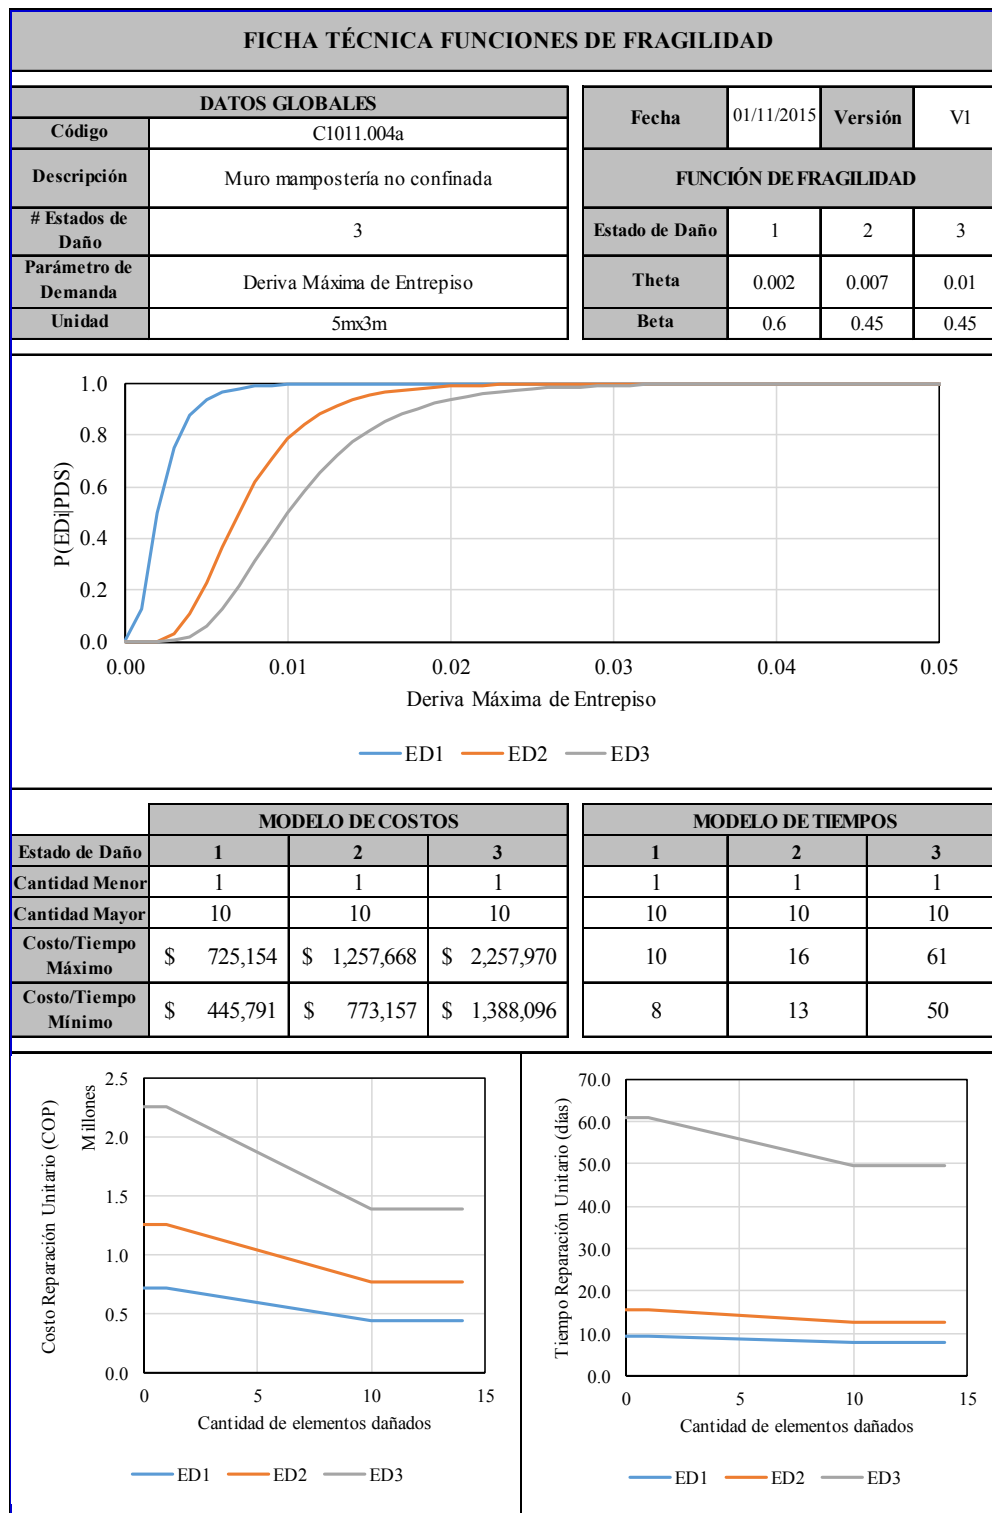 FICHA TÉCNICA FUNCIONES DE FRAGILIDAD
DATOS GLOBALES
Código C1011.004a
Descripción Muro mampostería no confinada
# Estados de Daño 3
Parámetro de Demanda Deriva Máxima de Entrepiso
Unidad 5mx3m
Fecha 01/11/2015 Versión V1
FUNCIÓN DE FRAGILIDAD
Estado de Daño 1 2 3
Theta 0.002 0.007 0.01
Beta 0.6 0.45 0.45
P(EDi|PDS)
1.0
0.8
0.6
0.4
0.2
0.0
0.00 0.01 0.02 0.03 0.04 0.05
Deriva Máxima de Entrepiso
ED1 ED2 ED3
MODELO DE COSTOS MODELO DE TIEMPOS
Estado de Daño 1 2 3 1 2 3
Cantidad Menor 1 1 1 1 1 1
Cantidad Mayor 10 10 10 10 10 10
Costo/Tiempo Máximo $ 725,154 $ 1,257,668 $ 2,257,970 10 16 61
Costo/Tiempo Mínimo $ 445,791 $ 773,157 $ 1,388,096 8 13 50
Costo Reparación Unitario (COP)
Millones
2.5
2.0
1.5
1.0
0.5
0.0
0 5 10 15
Cantidad de elementos dañados
ED1 ED2 ED3
Tiempo Reparación Unitario (días)
70.0
60.0
50.0
40.0
30.0
20.0
10.0
0.0
0 5 10 15
Cantidad de elementos dañados
ED1 ED2 ED3